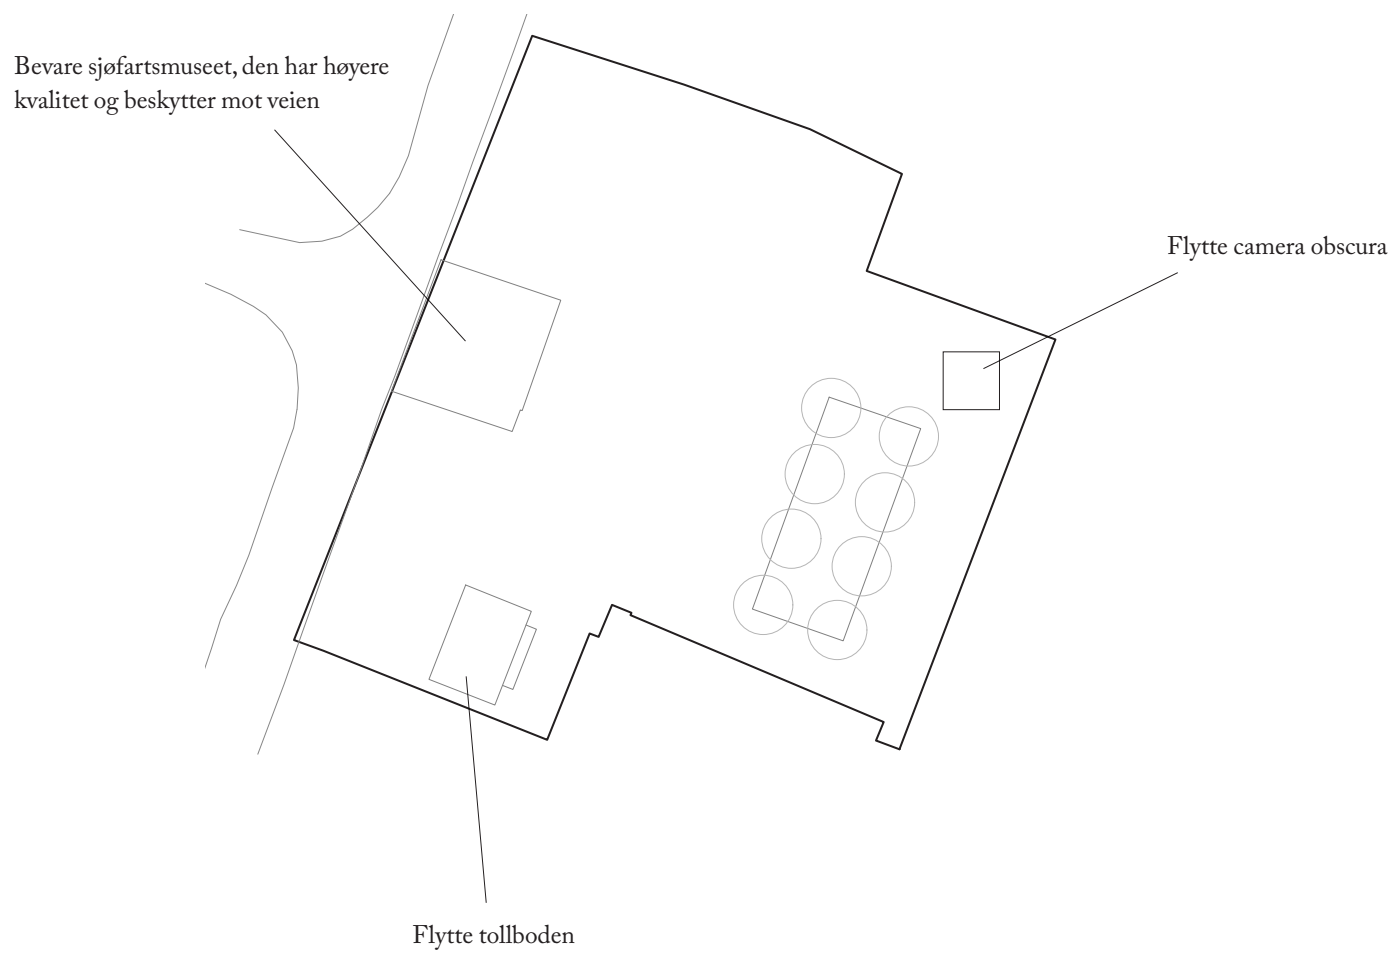 Bevare sjøfartsmuseet, den har høyere
kvalitet og beskytter mot veien
Flytte camera obscura
Flytte tollboden